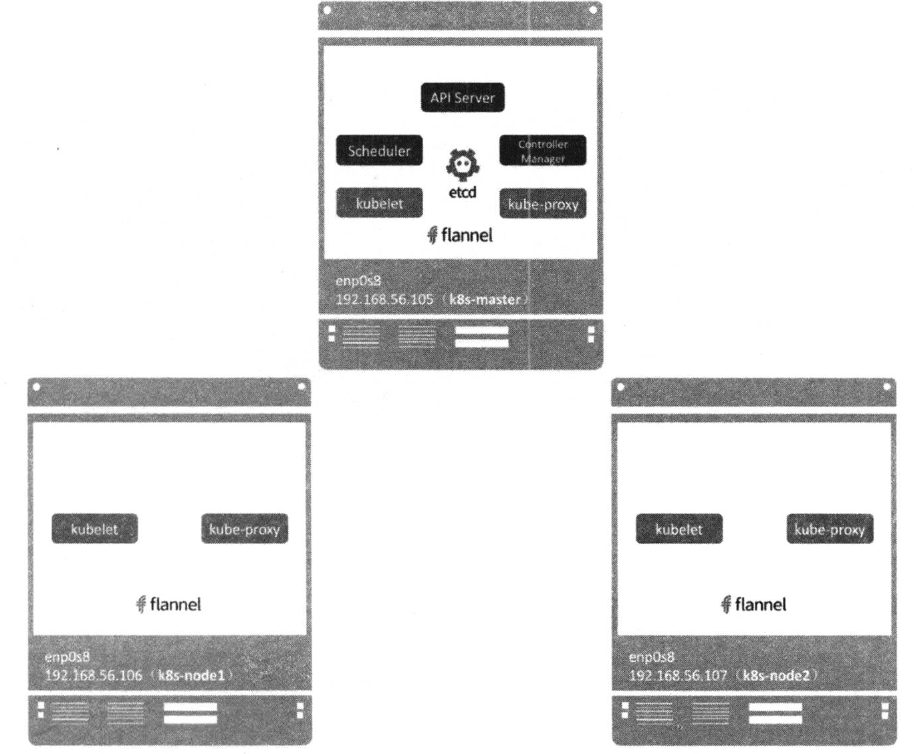 API Server
Scheduler
Controller
Manager
etcd
kubelet
kube-proxy
flannel
enp0s8
192.168.56.105（k8s-master）
kubelet
kube-proxy
flannel
enp0s8
192.168.56.106（k8s-node1）
kubelet
kube-proxy
flannel
enp0s8
192.168.56.107（k8s-node2）